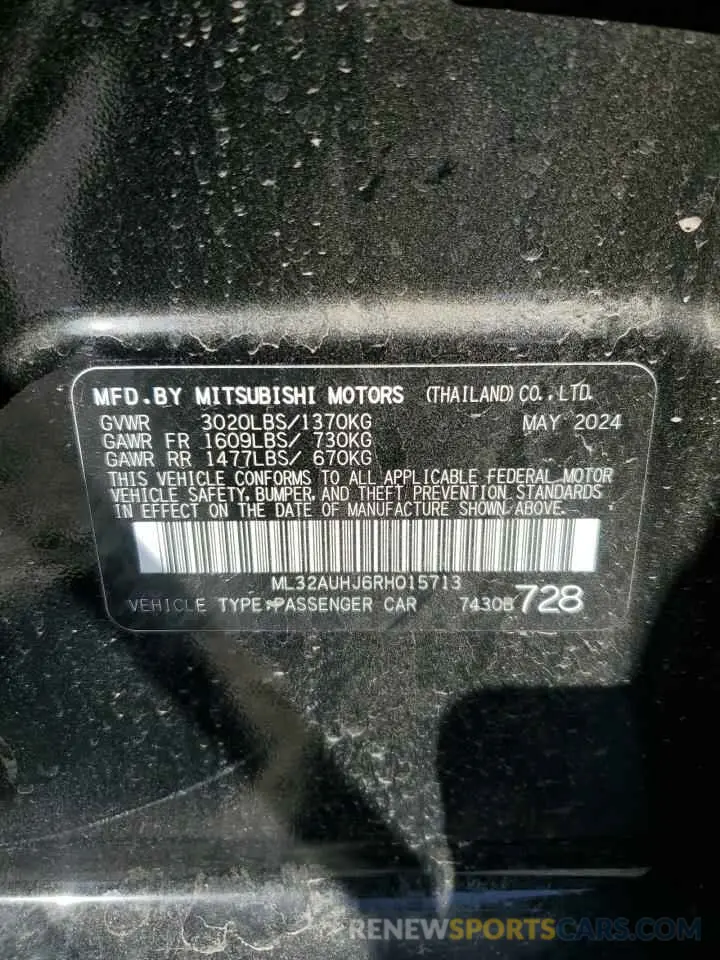 MFD.BY MITSUBISHI MOTORS (THAILAND) CO., LTD.
GVWR 3020LBS/1370KG MAY 2024
GAWR FR 1609LBS/ 730KG
GAWR RR 1477LBS/ 670KG
THIS VEHICLE CONFORMS TO ALL APPLICABLE FEDERAL MOTOR
VEHICLE SAFETY, BUMPER, AND THEFT PREVENTION STANDARDS
IN EFFECT ON THE DATE OF MANUFACTURE SHOWN ABOVE.
ML32AUHJ6RH015713
VEHICLE TYPE:PASSENGER CAR 7430B 728
RENEWSPORTSCARS.COM